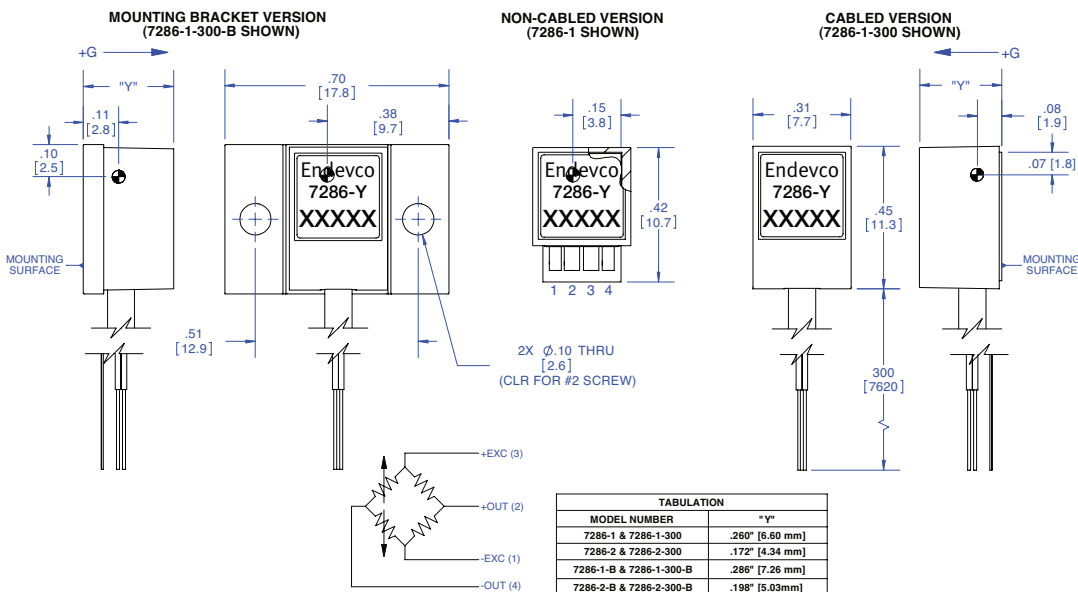 MOUNTING BRACKET VERSION
(7286-1-300-B SHOWN)
NON-CABLED VERSION
(7286-1 SHOWN)
CABLED VERSION
(7286-1-300 SHOWN)
+G
"Y"
.11
[2.8]
.10
[2.5]
MOUNTING
SURFACE
.70
[17.8]
.38
[9.7]
Endevco
7286-Y
XXXXX
.51
[12.9]
2X Ø.10 THRU
[2.6]
(CLR FOR #2 SCREW)
.15
[3.8]
Endevco
7286-Y
XXXXX
.42
[10.7]
1 2 3 4
.31
[7.7]
Endevco
7286-Y
XXXXX
.45
[11.3]
300
[7620]
+G
"Y"
.08
[1.9]
.07 [1.8]
MOUNTING
SURFACE
+EXC (3)
+OUT (2)
-EXC (1)
-OUT (4)
TABULATION
MODEL NUMBER "Y"
7286-1 & 7286-1-300 .260" [6.60 mm]
7286-2 & 7286-2-300 .172" [4.34 mm]
7286-1-B & 7286-1-300-B .286" [7.26 mm]
7286-2-B & 7286-2-300-B .198" [5.03mm]